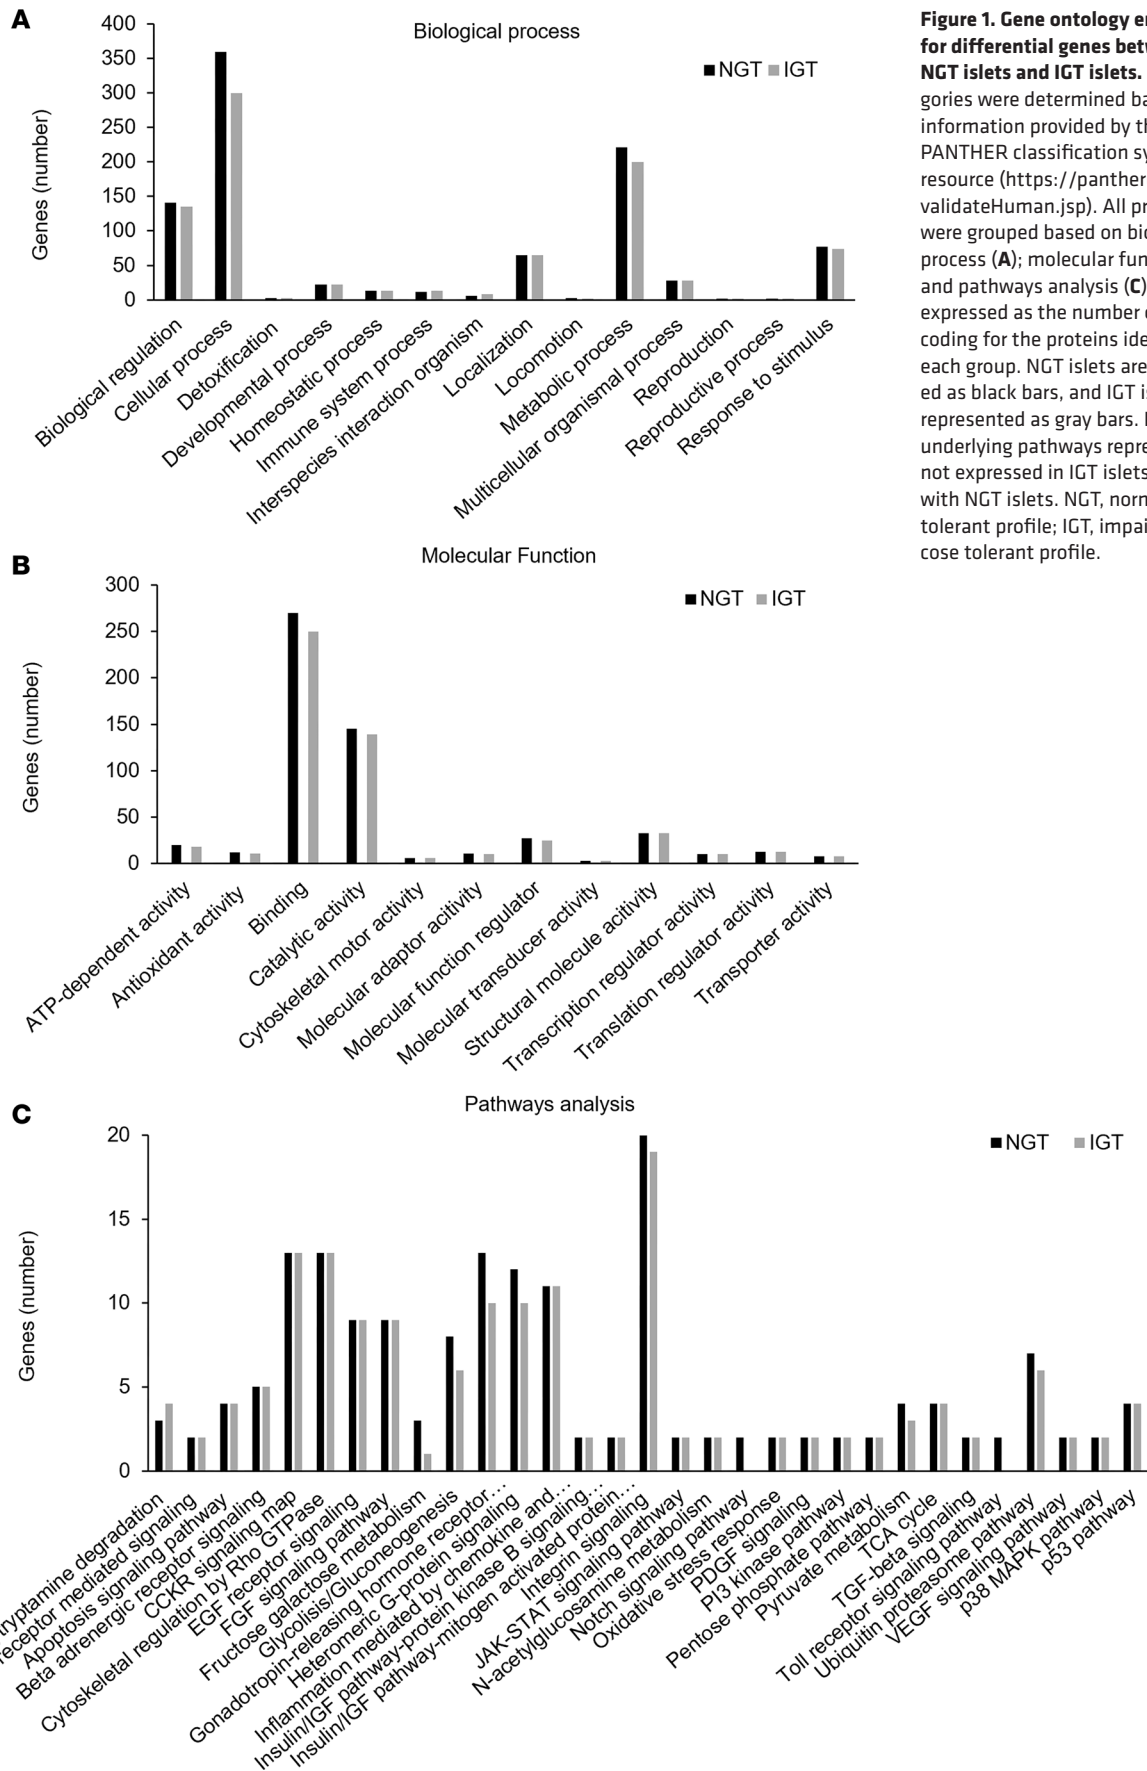 A
Biological process
NGT IGT
Genes (number)
400
350
300
250
200
150
100
50
0
Biological regulation
Cellular process
Detoxification
Developmental process
Homeostatic process
Immune system process
Interspecies interaction organism
Localization
Locomotion
Metabolic process
Multicellular organismal process
Reproduction
Reproductive process
Response to stimulus
Figure 1. Gene ontology en
for differential genes betw
NGT islets and IGT islets.
gories were determined ba
information provided by th
PANTHER classification sy
resource (https://panther
validateHuman.jsp). All pr
were grouped based on bio
process (A); molecular fun
and pathways analysis (C)
expressed as the number o
coding for the proteins ide
each group. NGT islets are
ed as black bars, and IGT is
represented as gray bars.
underlying pathways repre
not expressed in IGT islets
with NGT islets. NGT, norm
tolerant profile; IGT, impai
cose tolerant profile.
B
Molecular Function
NGT IGT
Genes (number)
300
250
200
150
100
50
0
ATP-dependent activity
Antioxidant activity
Binding
Catalytic activity
Cytoskeletal motor activity
Molecular adaptor acitivity
Molecular function regulator
Molecular transducer activity
Structural molecule acitivity
Transcription regulator activity
Translation regulator activity
Transporter activity
C
Pathways analysis
NGT IGT
Genes (number)
20
15
10
5
0
ryptamine degradation
receptor mediated signaling
Apoptosis signaling pathway
Beta adrenergic receptor signaling
CCKR signaling map
Cytoskeletal regulation by Rho GTPase
EGF receptor signaling
FGF signaling pathway
Fructose galactose metabolism
Glycolysis/Gluconeogenesis
Gonadotropin-releasing hormone receptor...
Heteromeric G-protein signaling
Inflammation mediated by chemokine and...
Insulin/IGF pathway-protein kinase B signaling...
Insulin/IGF pathway-mitogen activated protein...
Integrin signaling
JAK-STAT signaling pathway
N-acetylglucosamine metabolism
Notch signaling pathway
Oxidative stress response
PDGF signaling
PI3 kinase pathway
Pentose phosphate pathway
Pyruvate metabolism
TCA cycle
TGF-beta signaling
Toll receptor signaling pathway
Ubiquitin proteasome pathway
VEGF signaling pathway
p38 MAPK pathway
p53 pathway